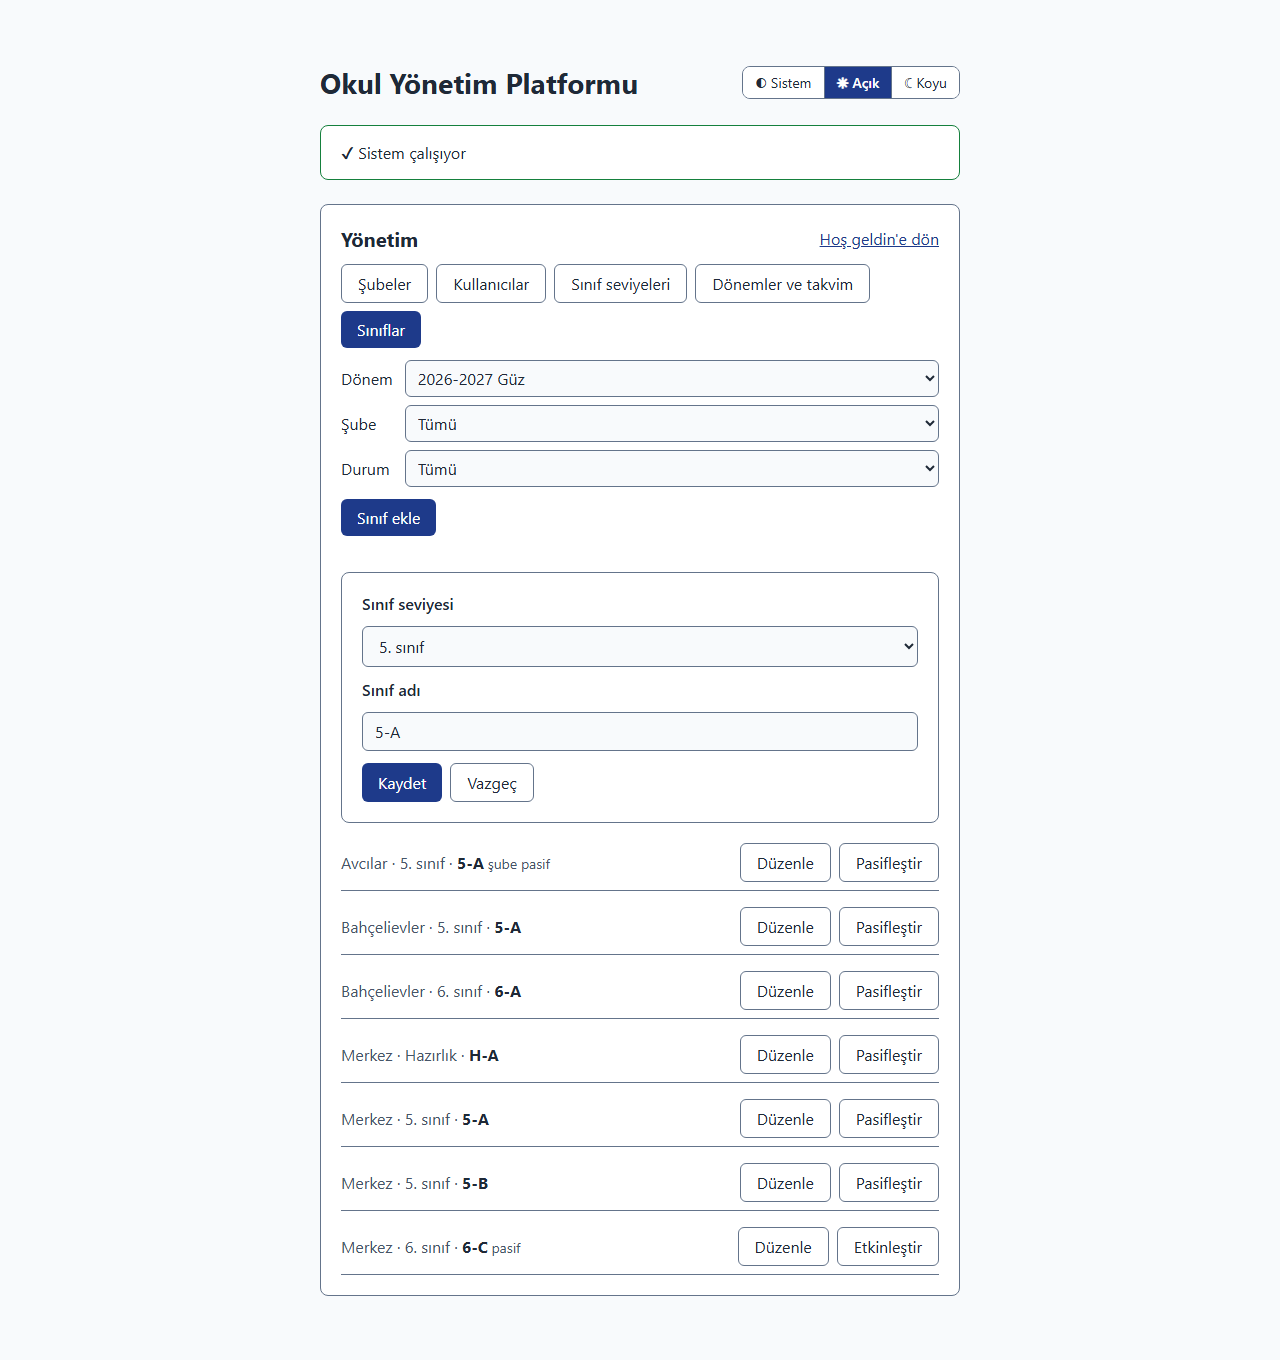 Okul Yönetim Platformu
◐ Sistem
❋ Açık
☾ Koyu
✓ Sistem çalışıyor
Yönetim
Hoş geldin'e dön
Şubeler
Kullanıcılar
Sınıf seviyeleri
Dönemler ve takvim
Sınıflar
Dönem
2026-2027 Güz
Şube
Tümü
Durum
Tümü
Sınıf ekle
Sınıf seviyesi
5. sınıf
Sınıf adı
5-A
Kaydet
Vazgeç
Avcılar · 5. sınıf · 5-A şube pasif
Düzenle
Pasifleştir
Bahçelievler · 5. sınıf · 5-A
Düzenle
Pasifleştir
Bahçelievler · 6. sınıf · 6-A
Düzenle
Pasifleştir
Merkez · Hazırlık · H-A
Düzenle
Pasifleştir
Merkez · 5. sınıf · 5-A
Düzenle
Pasifleştir
Merkez · 5. sınıf · 5-B
Düzenle
Pasifleştir
Merkez · 6. sınıf · 6-C pasif
Düzenle
Etkinleştir